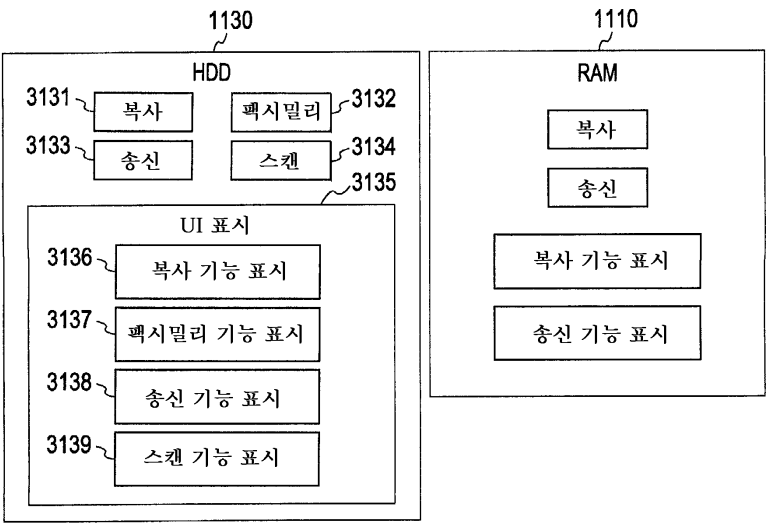 1130
HDD
3131
복사
팩시밀리
3132
3133
송신
스캔
3134
3135
UI 표시
3136
복사 기능 표시
3137
팩시밀리 기능 표시
3138
송신 기능 표시
3139
스캔 기능 표시
1110
RAM
복사
송신
복사 기능 표시
송신 기능 표시